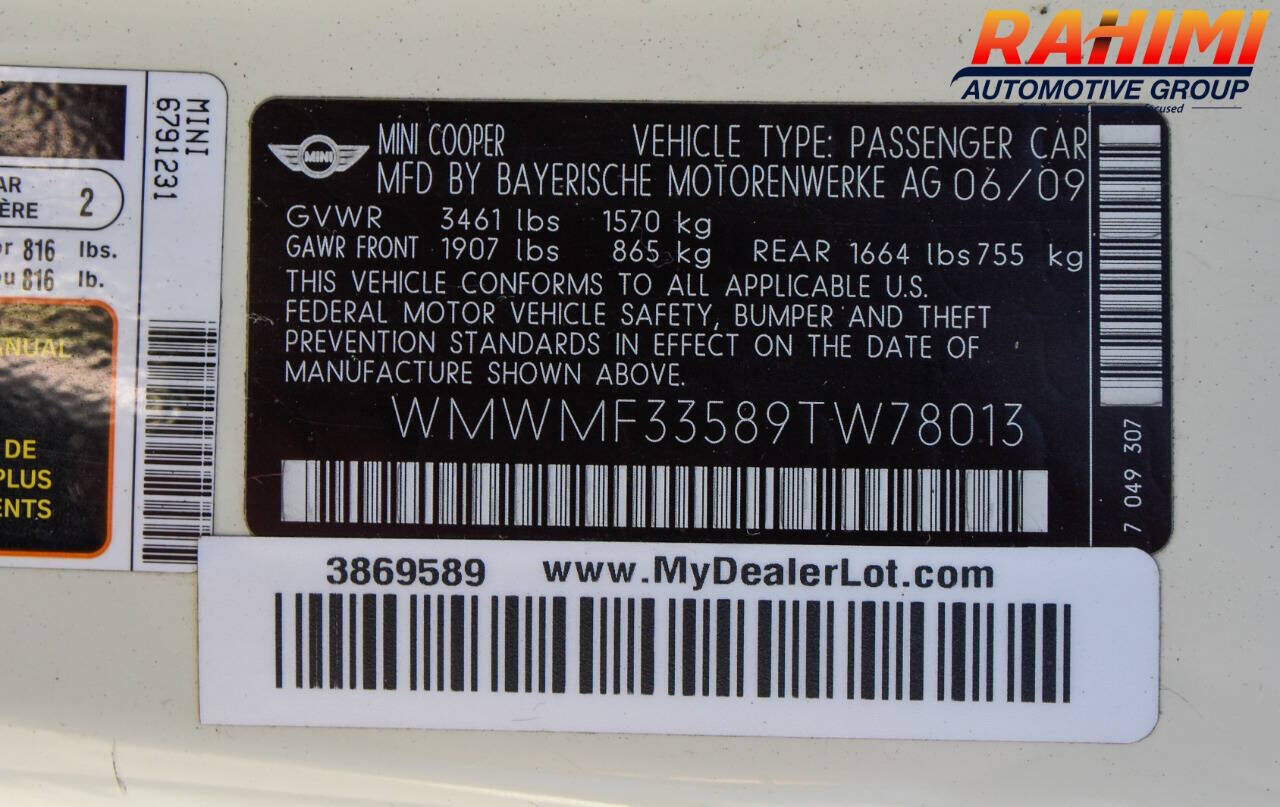 RAHIMI
AUTOMOTIVE GROUP
MINI
6791231
AR
ÈRE 2
816 lbs.
816 lb.
DE
PLUS
ENTS
MINI
MINI COOPER VEHICLE TYPE: PASSENGER CAR
MFD BY BAYERISCHE MOTORENWERKE AG 06/09
GVWR 3461 lbs 1570 kg
GAWR FRONT 1907 lbs 865 kg REAR 1664 lbs 755 kg
THIS VEHICLE CONFORMS TO ALL APPLICABLE U.S.
FEDERAL MOTOR VEHICLE SAFETY, BUMPER AND THEFT
PREVENTION STANDARDS IN EFFECT ON THE DATE OF
MANUFACTURE SHOWN ABOVE.
WMWMF33589TW78013
7 049 307
3869589 www.MyDealerLot.com